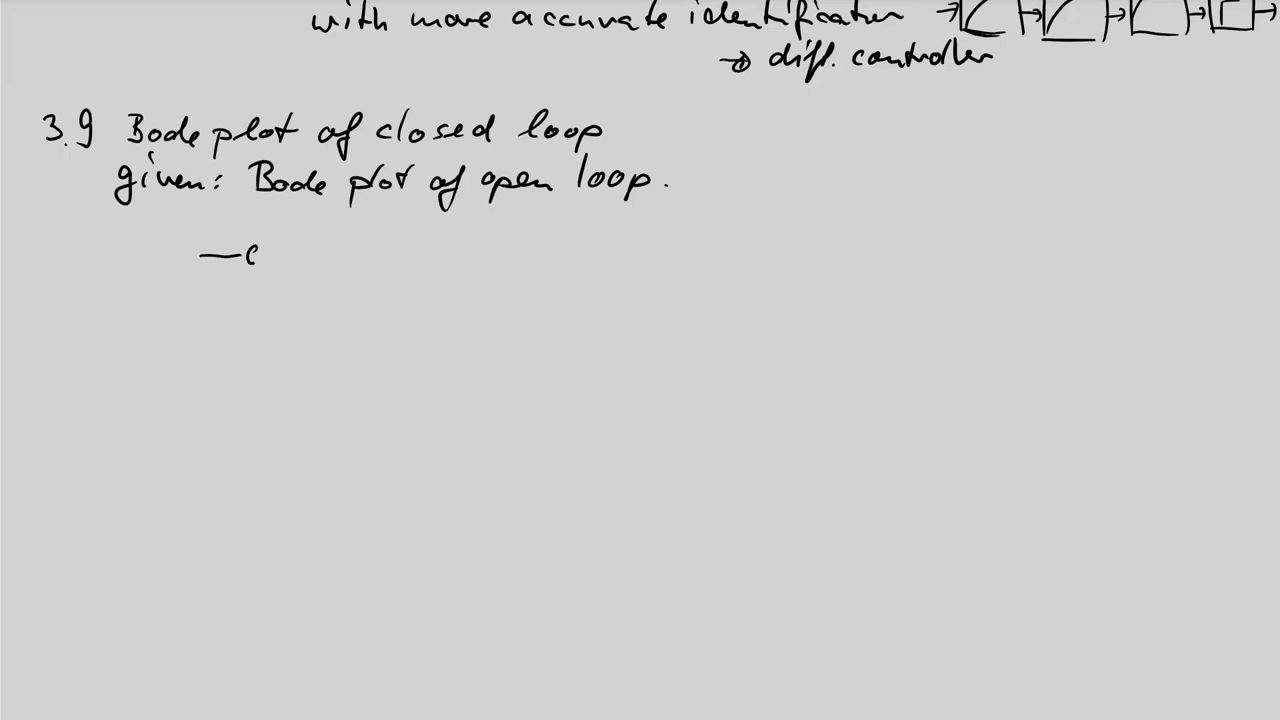 with more accurate identification
→ diff. controller
3.9 Bode plot of closed loop
given: Bode plot of open loop.